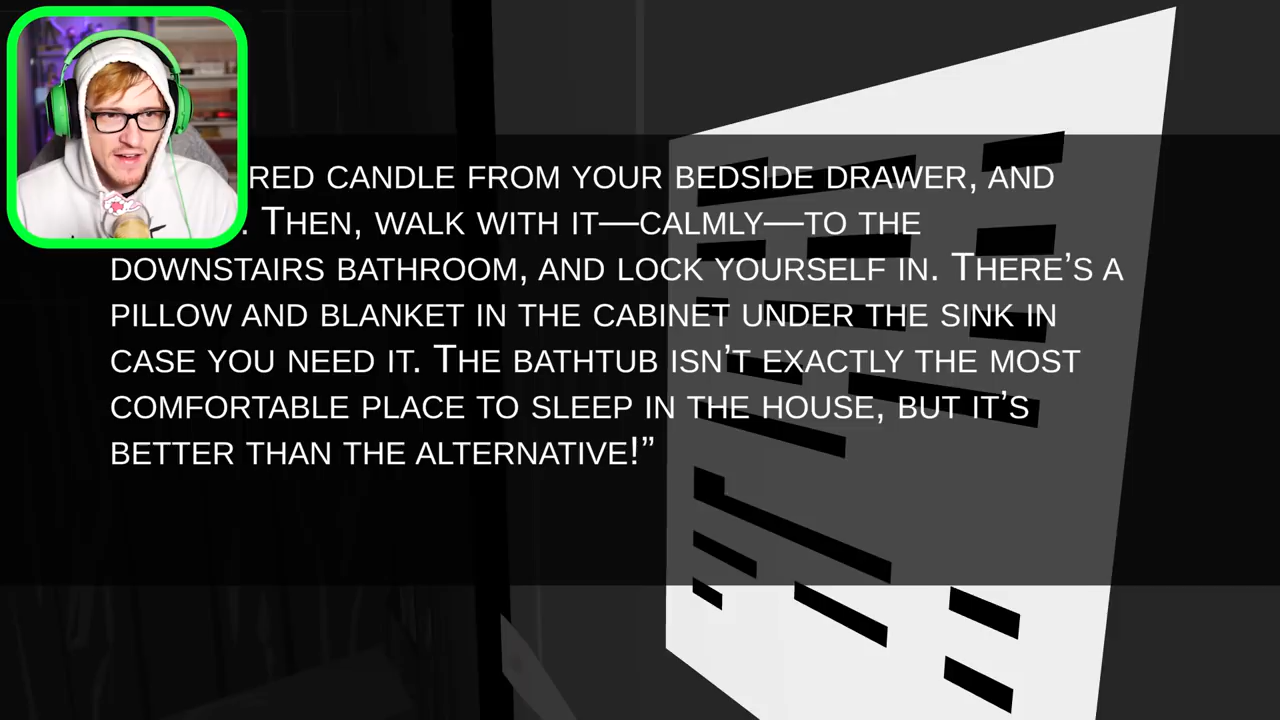 RED CANDLE FROM YOUR BEDSIDE DRAWER, AND
. THEN, WALK WITH IT—CALMLY—TO THE
DOWNSTAIRS BATHROOM, AND LOCK YOURSELF IN. THERE’S A
PILLOW AND BLANKET IN THE CABINET UNDER THE SINK IN
CASE YOU NEED IT. THE BATHTUB ISN’T EXACTLY THE MOST
COMFORTABLE PLACE TO SLEEP IN THE HOUSE, BUT IT’S
BETTER THAN THE ALTERNATIVE!”